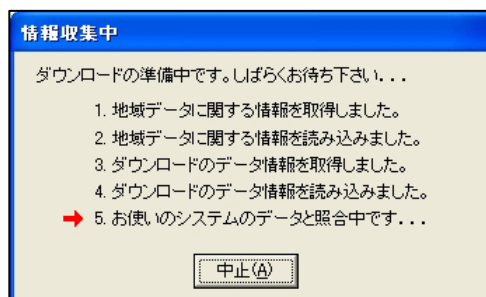 情報収集中
ダウンロードの準備中です。しばらくお待ち下さい...
1. 地域データに関する情報を取得しました。
2. 地域データに関する情報を読み込みました。
3. ダウンロードのデータ情報を取得しました。
4. ダウンロードのデータ情報を読み込みました。
5. お使いのシステムのデータと照合中です...
中止(A)